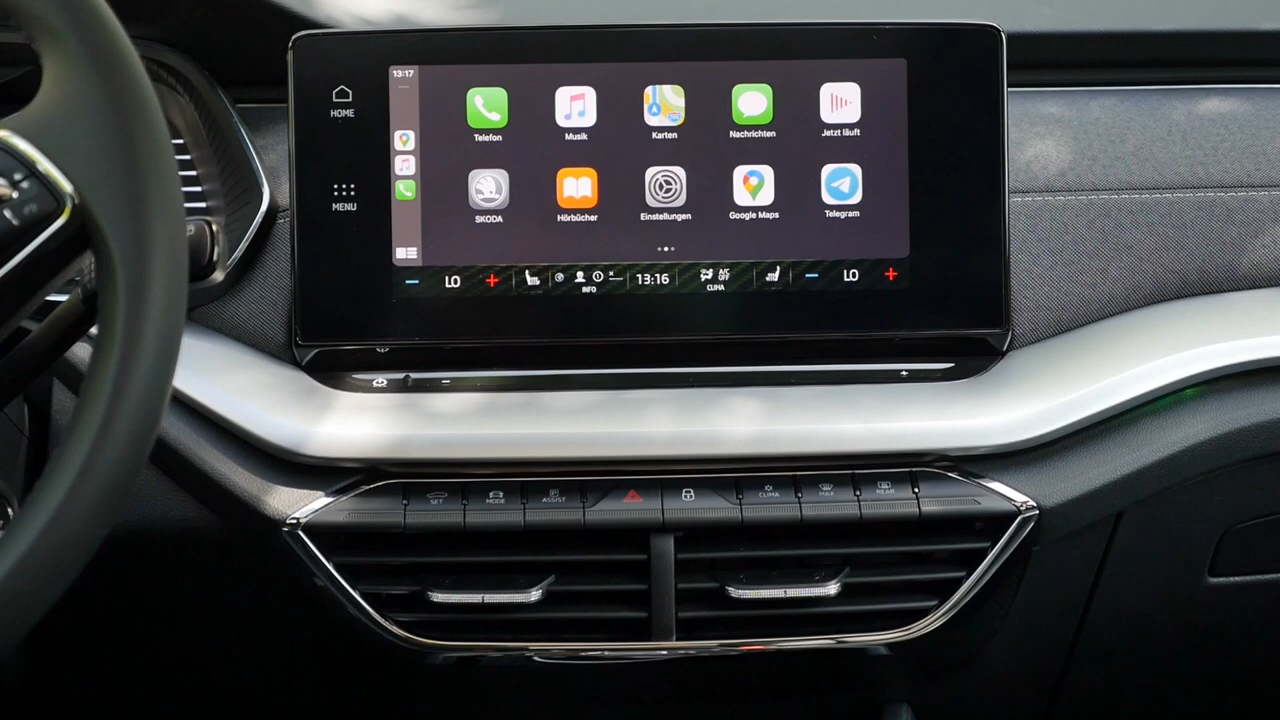 13:17
HOME
MENU
Telefon
Musik
Karten
Nachrichten
Jetzt läuft
SKODA
Hörbücher
Einstellungen
Google Maps
Telegram
LO
INFO
13:16
A/C
OFF
CLIMA
LO
SET
MODE
P
ASSIST
CLIMA
MAX
REAR